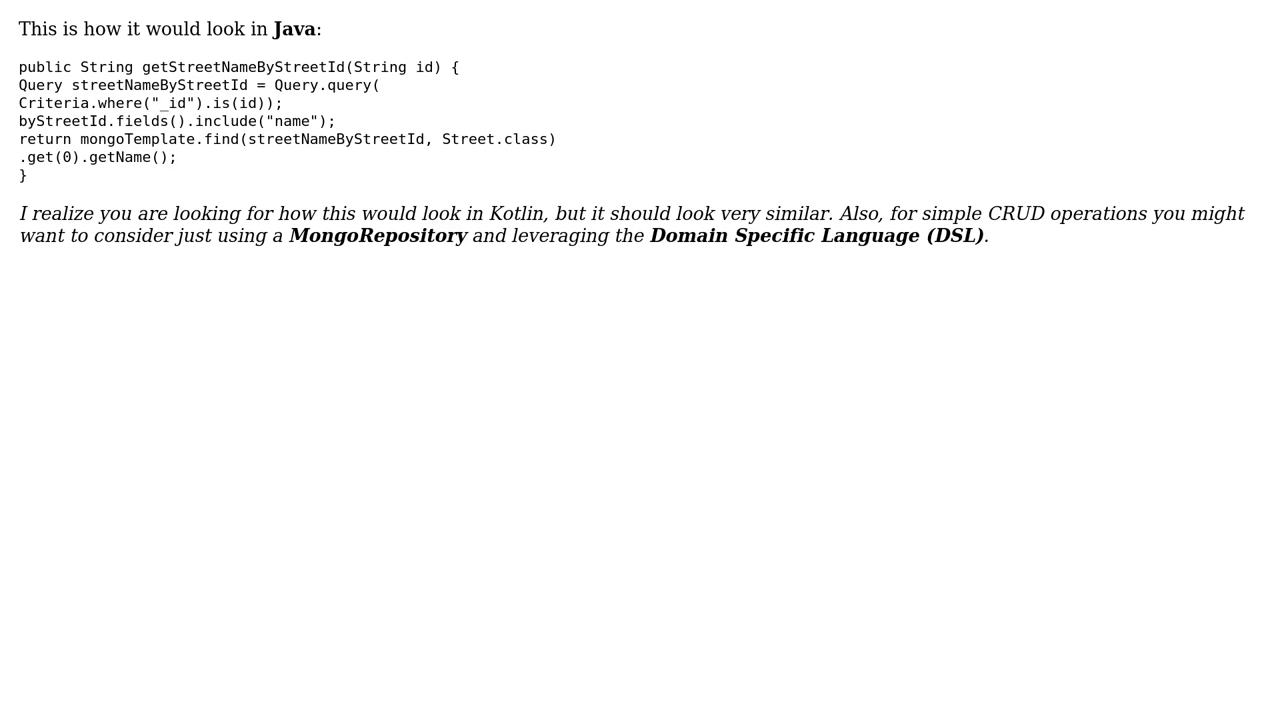 This is how it would look in Java:
public String getStreetNameByStreetId(String id) {
Query streetNameByStreetId = Query.query(
Criteria.where("_id").is(id));
byStreetId.fields().include("name");
return mongoTemplate.find(streetNameByStreetId, Street.class)
.get(0).getName();
}
I realize you are looking for how this would look in Kotlin, but it should look very similar. Also, for simple CRUD operations you might
want to consider just using a MongoRepository and leveraging the Domain Specific Language (DSL).